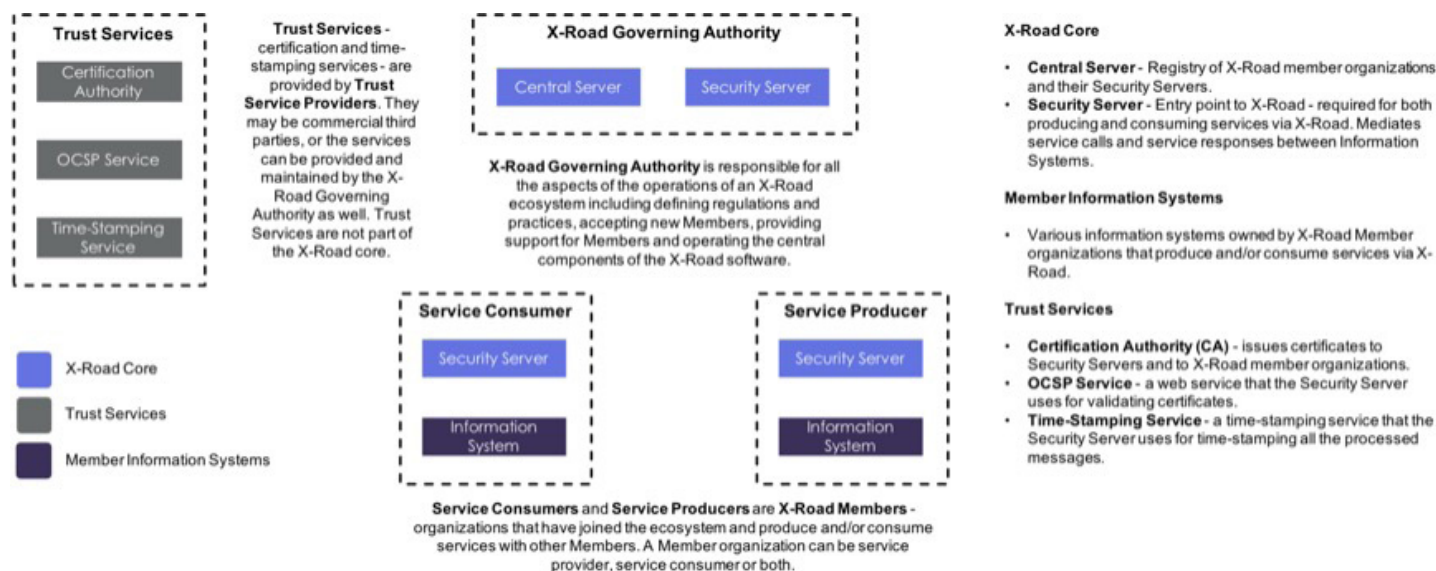 Trust Services
Certification
Authority
OCSP Service
Time-Stamping
Service
Trust Services -
certification and time-
stamping services - are
provided by Trust
Service Providers. They
may be commercial third
parties, or the services
can be provided and
maintained by the X-
Road Governing
Authority as well. Trust
Services are not part of
the X-Road core.
X-Road Governing Authority
Central Server
Security Server
X-Road Governing Authority is responsible for all
the aspects of the operations of an X-Road
ecosystem including defining regulations and
practices, accepting new Members, providing
support for Members and operating the central
components of the X-Road software.
Service Consumer
Security Server
Information
System
Service Producer
Security Server
Information
System
Service Consumers and Service Producers are X-Road Members -
organizations that have joined the ecosystem and produce and/or consume
services with other Members. A Member organization can be service
provider, service consumer or both.
X-Road Core
Trust Services
Member Information Systems
X-Road Core
• Central Server - Registry of X-Road member organizations
and their Security Servers.
• Security Server - Entry point to X-Road - required for both
producing and consuming services via X-Road. Mediates
service calls and service responses between Information
Systems.
Member Information Systems
• Various information systems owned by X-Road Member
organizations that produce and/or consume services via X-
Road.
Trust Services
• Certification Authority (CA) - issues certificates to
Security Servers and to X-Road member organizations.
• OCSP Service - a web service that the Security Server
uses for validating certificates.
• Time-Stamping Service - a time-stamping service that the
Security Server uses for time-stamping all the processed
messages.